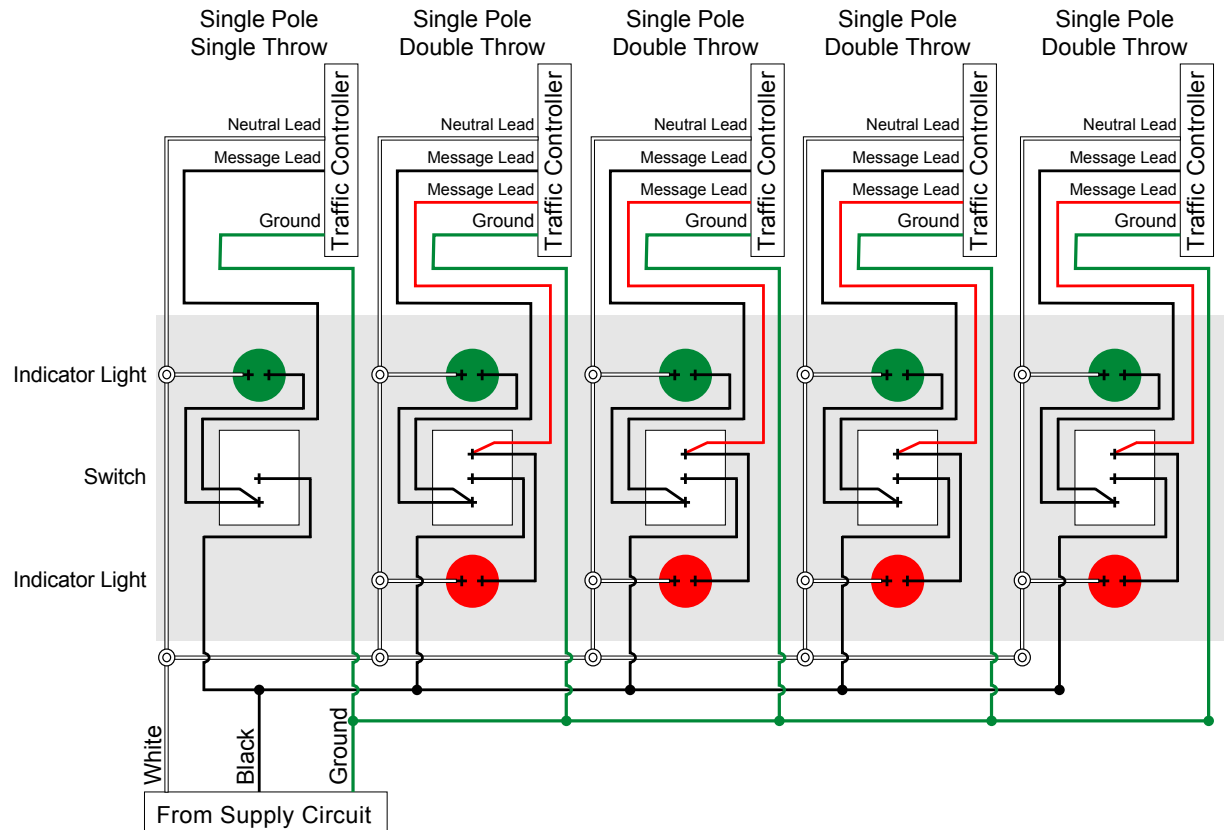 Single Pole
Single Throw
Single Pole
Double Throw
Single Pole
Double Throw
Single Pole
Double Throw
Single Pole
Double Throw
Neutral Lead
Message Lead
Ground
Traffic Controller
Neutral Lead
Message Lead
Message Lead
Ground
Traffic Controller
Neutral Lead
Message Lead
Message Lead
Ground
Traffic Controller
Neutral Lead
Message Lead
Message Lead
Ground
Traffic Controller
Neutral Lead
Message Lead
Message Lead
Ground
Traffic Controller
Indicator Light
Switch
Indicator Light
White
Black
Ground
From Supply Circuit